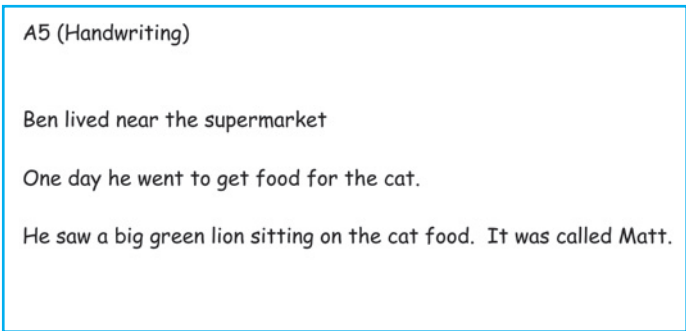 A5 (Handwriting)
Ben lived near the supermarket
One day he went to get food for the cat.
He saw a big green lion sitting on the cat food.  It was called Matt.